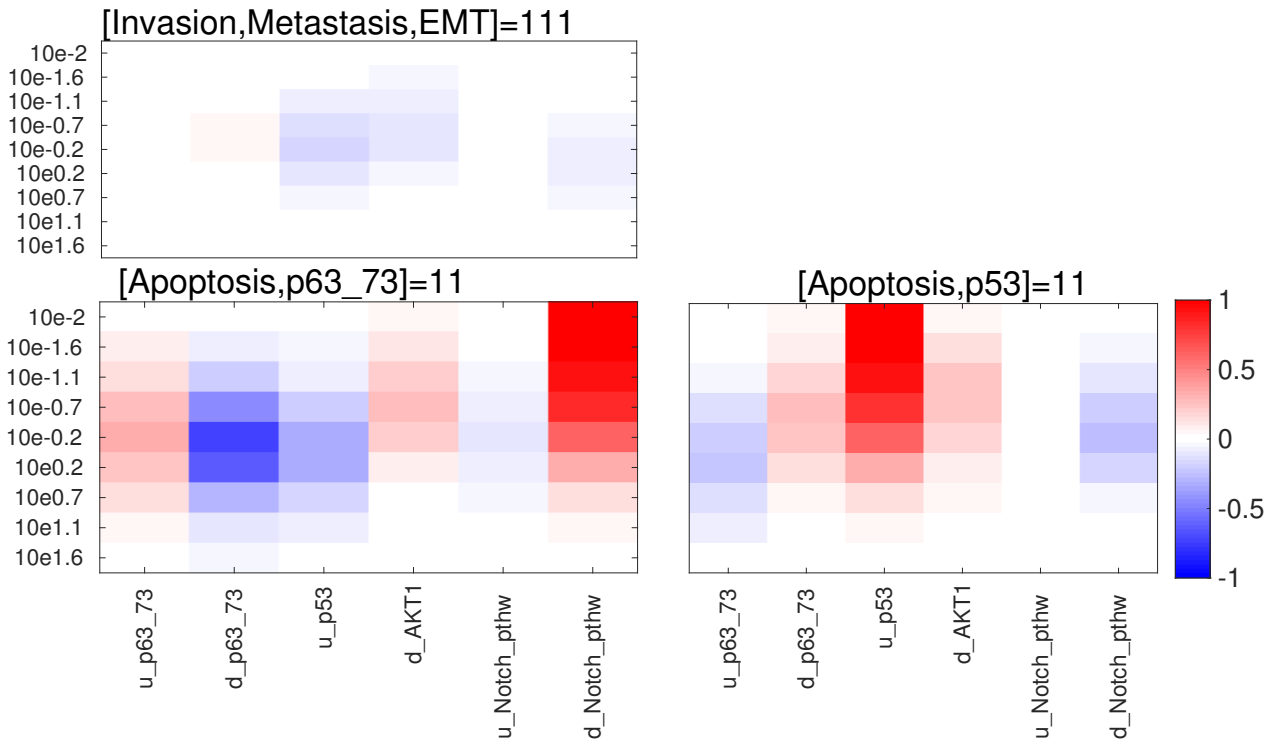 [Invasion,Metastasis,EMT]=111
10e-2
10e-1.6
10e-1.1
10e-0.7
10e-0.2
10e0.2
10e0.7
10e1.1
10e1.6
[Apoptosis,p63_73]=11
10e-2
10e-1.6
10e-1.1
10e-0.7
10e-0.2
10e0.2
10e0.7
10e1.1
10e1.6
u_p63_73
d_p63_73
u_p53
d_AKT1
u_Notch_pthw
d_Notch_pthw
[Apoptosis,p53]=11
u_p63_73
d_p63_73
u_p53
d_AKT1
u_Notch_pthw
d_Notch_pthw
1
0.5
0
-0.5
-1